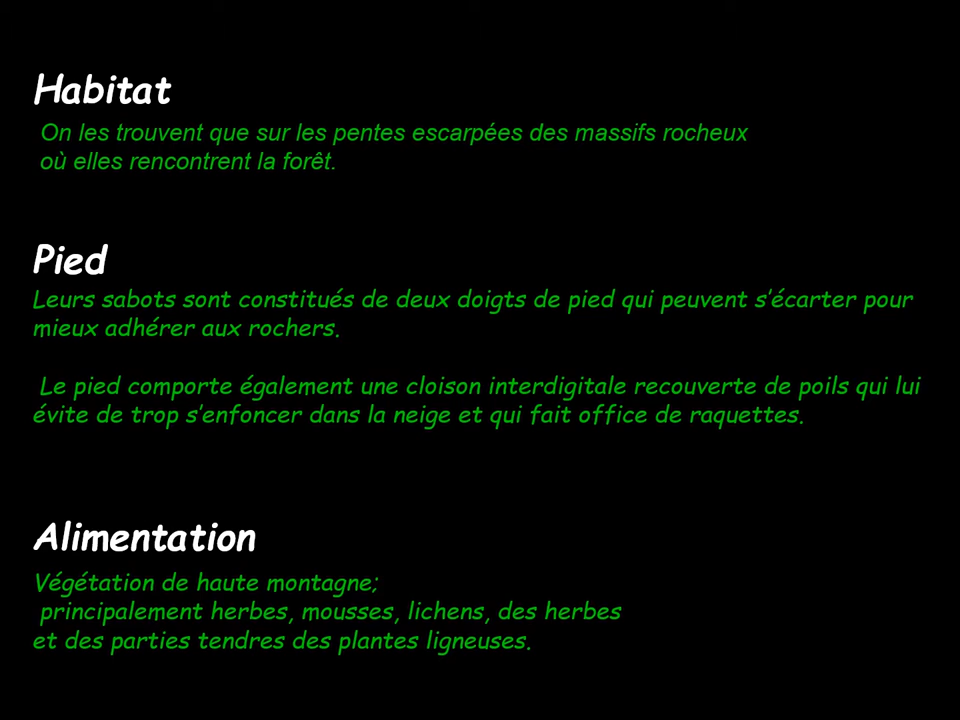 Habitat
On les trouvent que sur les pentes escarpées des massifs rocheux
où elles rencontrent la forêt.
Pied
Leurs sabots sont constitués de deux doigts de pied qui peuvent s’écarter pour
mieux adhérer aux rochers.
Le pied comporte également une cloison interdigitale recouverte de poils qui lui
évite de trop s’enfoncer dans la neige et qui fait office de raquettes.
Alimentation
Végétation de haute montagne;
principalement herbes, mousses, lichens, des herbes
et des parties tendres des plantes ligneuses.